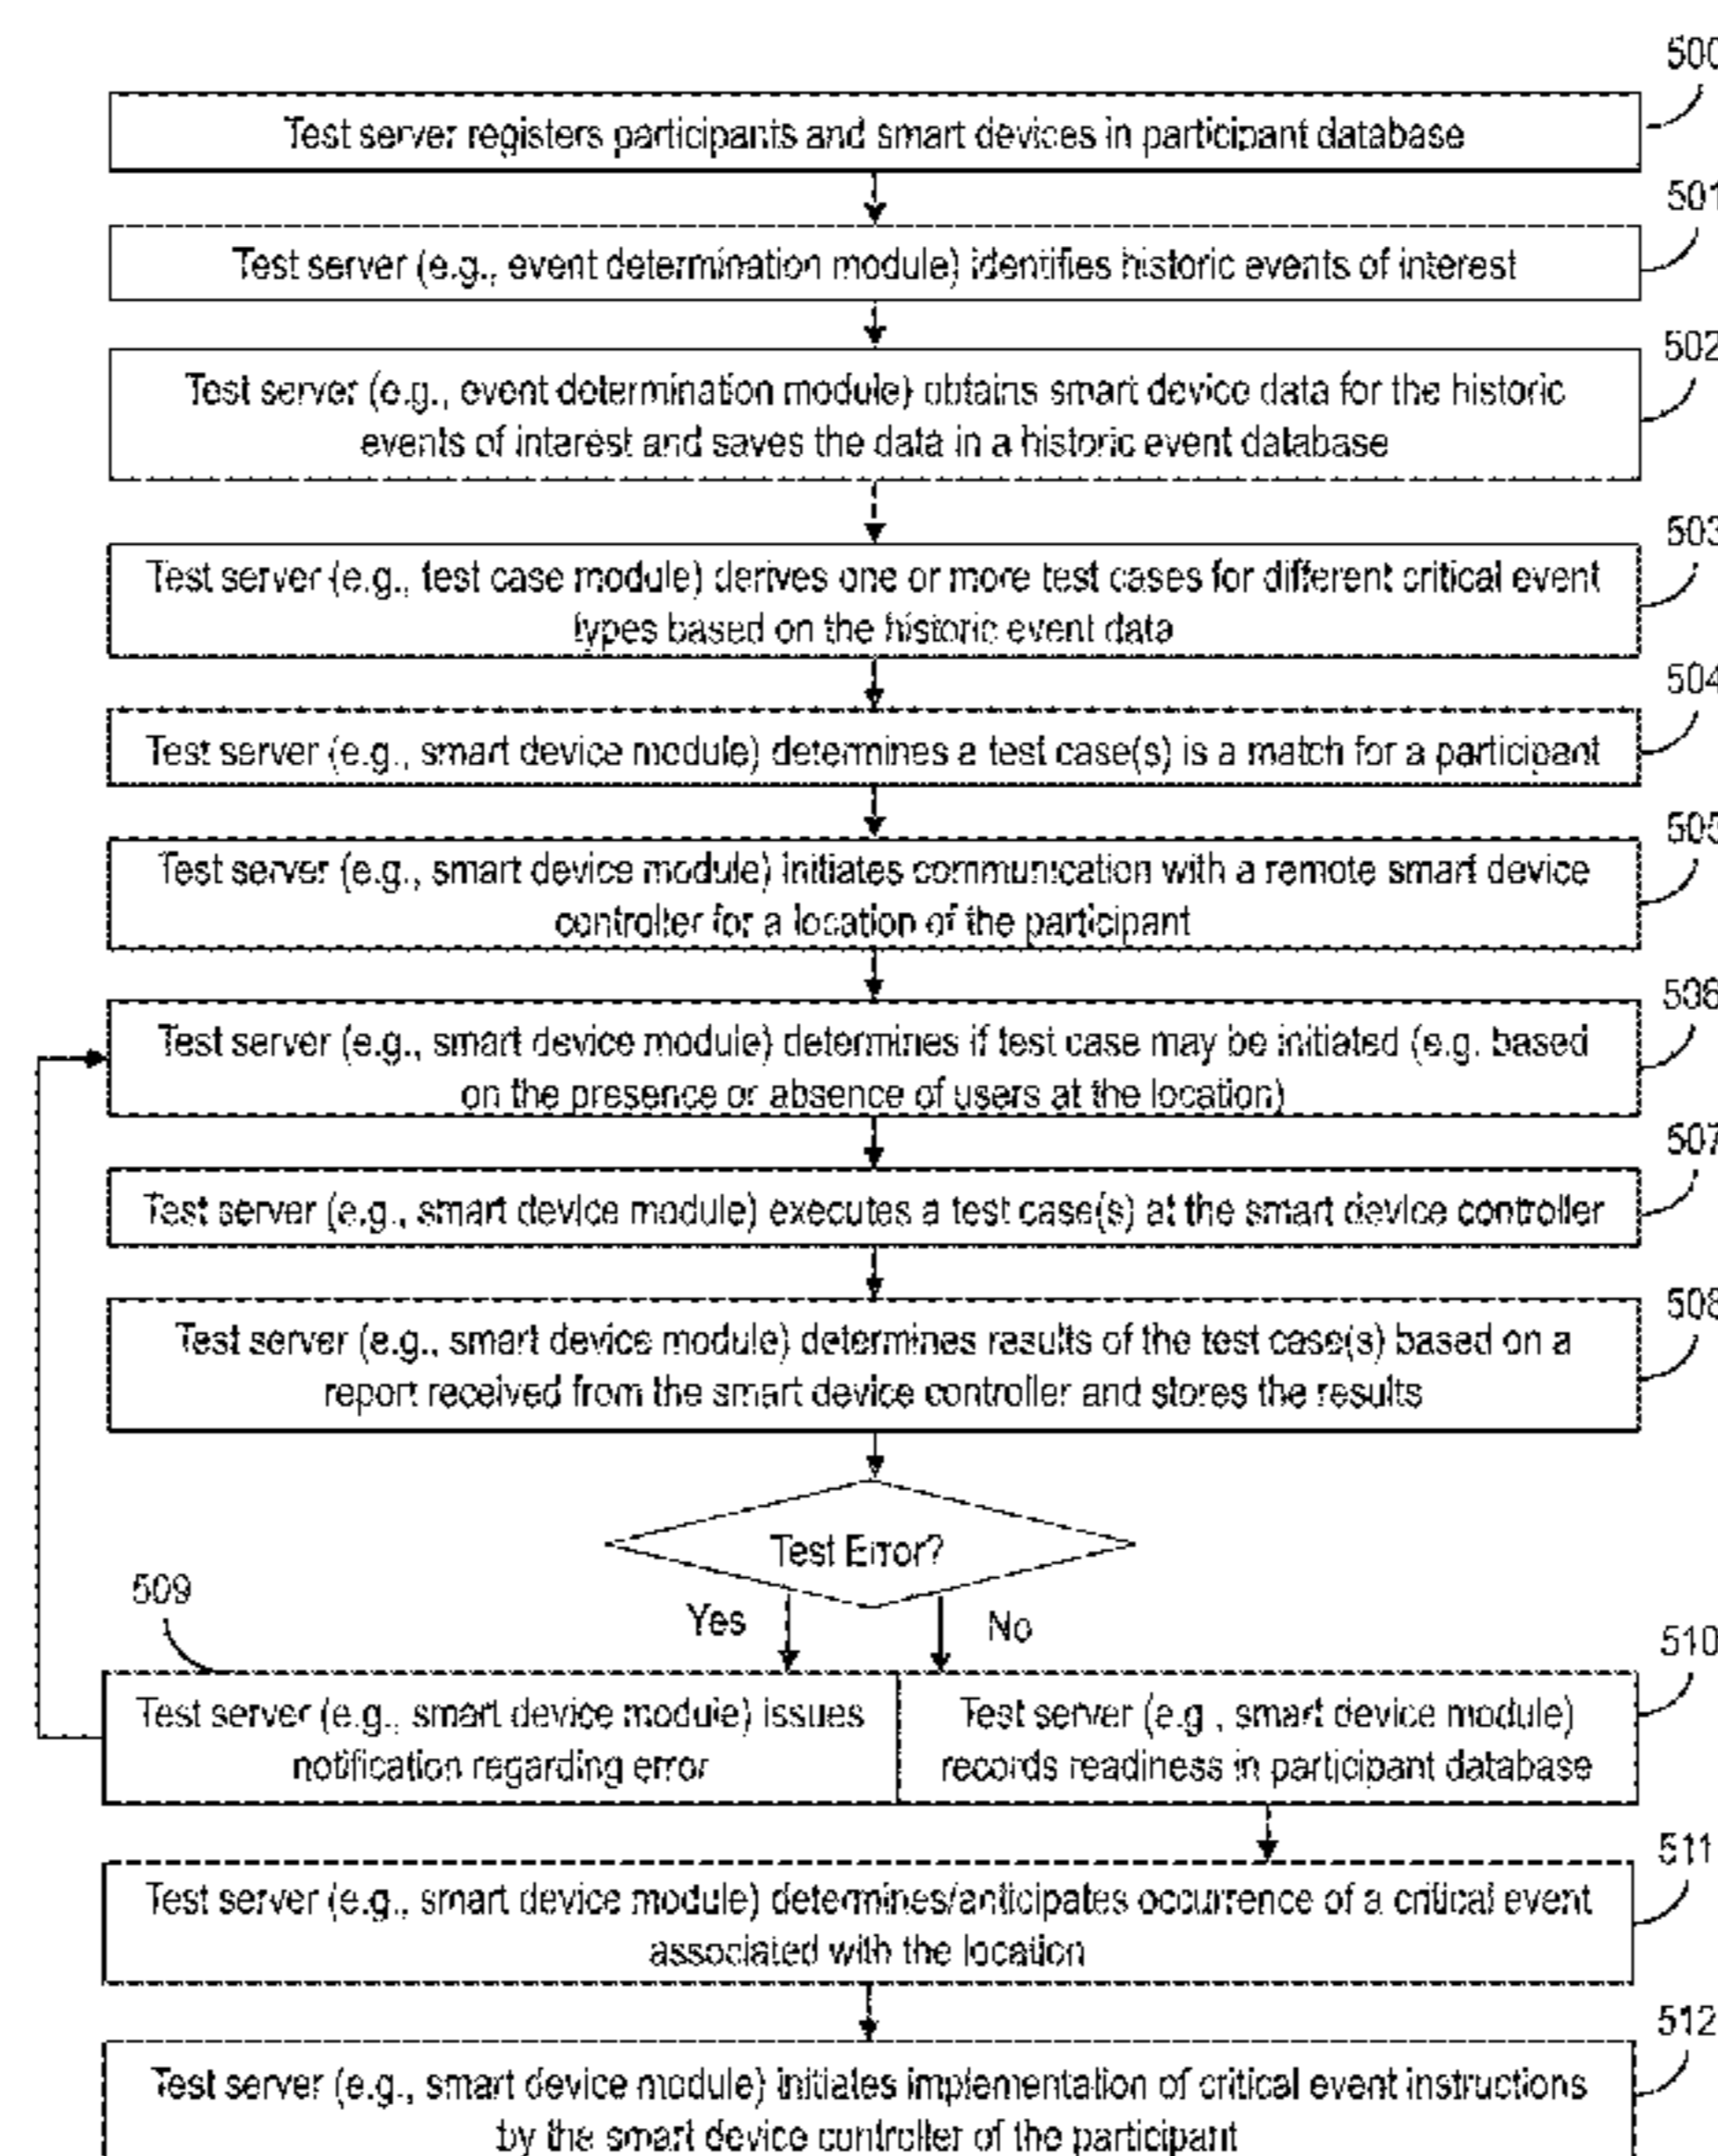 500
Test server registers participants and smart devices in participant database
501
Test server (e.g., event determination module) identifies historic events of interest
502
Test server (e.g., event determination module) obtains smart device data for the historic
events of interest and saves the data in a historic event database
503
Test server (e.g., test case module) derives one or more test cases for different critical event
types based on the historic event data
504
Test server (e.g., smart device module) determines a test case(s) is a match for a participant
505
Test server (e.g., smart device module) initiates communication with a remote smart device
controller for a location of the participant
506
Test server (e.g., smart device module) determines if test case may be initiated (e.g. based
on the presence or absence of users at the location)
507
Test server (e.g., smart device module) executes a test case(s) at the smart device controller
508
Test server (e.g., smart device module) determines results of the test case(s) based on a
report received from the smart device controller and stores the results
Test Error?
Yes
No
509
Test server (e.g., smart device module) issues
notification regarding error
510
Test server (e.g., smart device module)
records readiness in participant database
511
Test server (e.g., smart device module) determines/anticipates occurrence of a critical event
associated with the location
512
Test server (e.g., smart device module) initiates implementation of critical event instructions
by the smart device controller of the participant